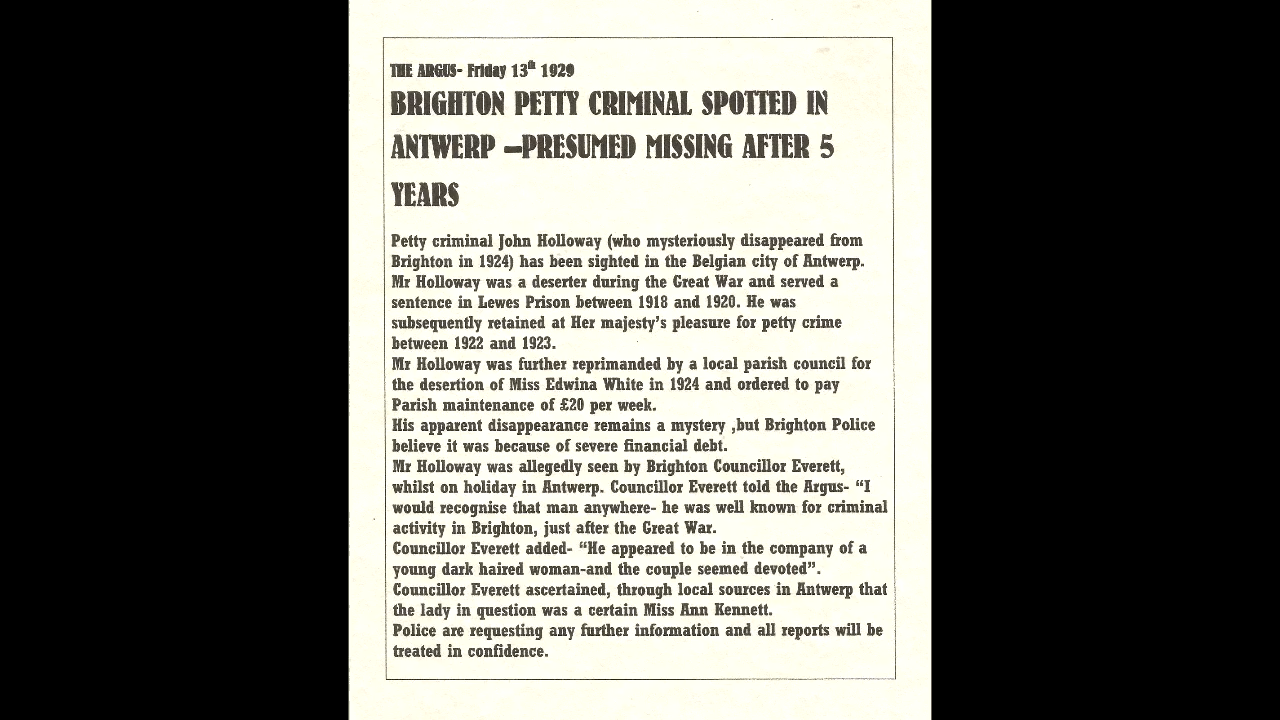 THE ARGUS- Friday 13th 1929
BRIGHTON PETTY CRIMINAL SPOTTED IN
ANTWERP –PRESUMED MISSING AFTER 5
YEARS
Petty criminal John Holloway (who mysteriously disappeared from
Brighton in 1924) has been sighted in the Belgian city of Antwerp.
Mr Holloway was a deserter during the Great War and served a
sentence in Lewes Prison between 1918 and 1920. He was
subsequently retained at Her majesty's pleasure for petty crime
between 1922 and 1923.
Mr Holloway was further reprimanded by a local parish council for
the desertion of Miss Edwina White in 1924 and ordered to pay
Parish maintenance of £20 per week.
His apparent disappearance remains a mystery ,but Brighton Police
believe it was because of severe financial debt.
Mr Holloway was allegedly seen by Brighton Councillor Everett,
whilst on holiday in Antwerp. Councillor Everett told the Argus- “I
would recognise that man anywhere- he was well known for criminal
activity in Brighton, just after the Great War.
Councillor Everett added- “He appeared to be in the company of a
young dark haired woman-and the couple seemed devoted”.
Councillor Everett ascertained, through local sources in Antwerp that
the lady in question was a certain Miss Ann Kennett.
Police are requesting any further information and all reports will be
treated in confidence.